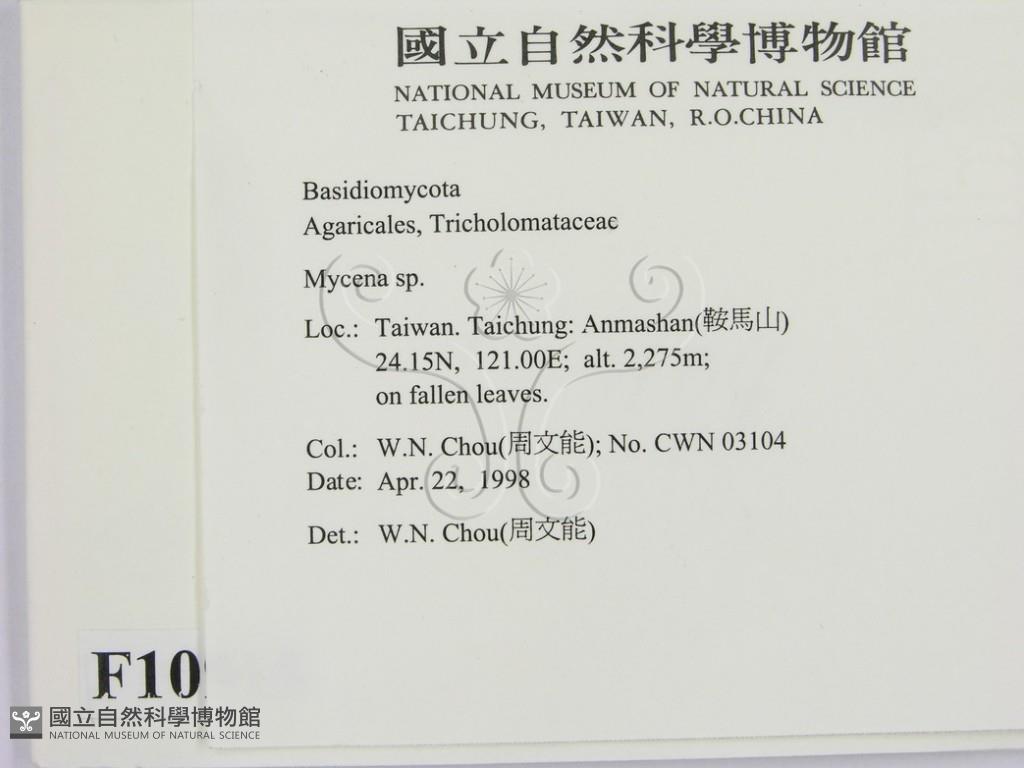 國立自然科學博物館
NATIONAL MUSEUM OF NATURAL SCIENCE
TAICHUNG, TAIWAN, R.O.CHINA
Basidiomycota
Agaricales, Tricholomataceae
Mycena sp.
Loc.: Taiwan. Taichung: Anmashan(鞍馬山)
24.15N, 121.00E; alt. 2,275m;
on fallen leaves.
Col.: W.N. Chou(周文能); No. CWN 03104
Date: Apr. 22, 1998
Det.: W.N. Chou(周文能)
F10
國立自然科學博物館
NATIONAL MUSEUM OF NATURAL SCIENCE